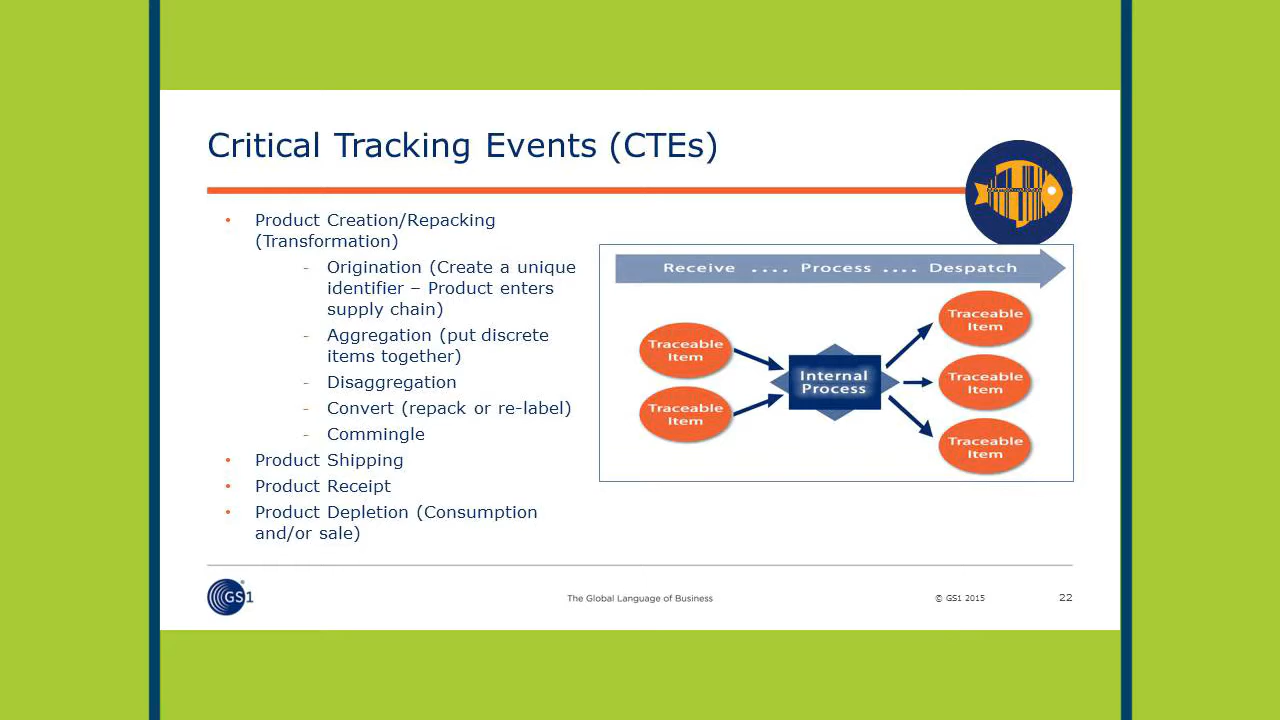 Critical Tracking Events (CTEs)
• Product Creation/Repacking
(Transformation)
- Origination (Create a unique
identifier – Product enters
supply chain)
- Aggregation (put discrete
items together)
- Disaggregation
- Convert (repack or re-label)
- Commingle
• Product Shipping
• Product Receipt
• Product Depletion (Consumption
and/or sale)
Receive .... Process .... Despatch
Traceable
Item
Traceable
Item
Internal
Process
Traceable
Item
Traceable
Item
Traceable
Item
GS1
The Global Language of Business
© GS1 2015
22